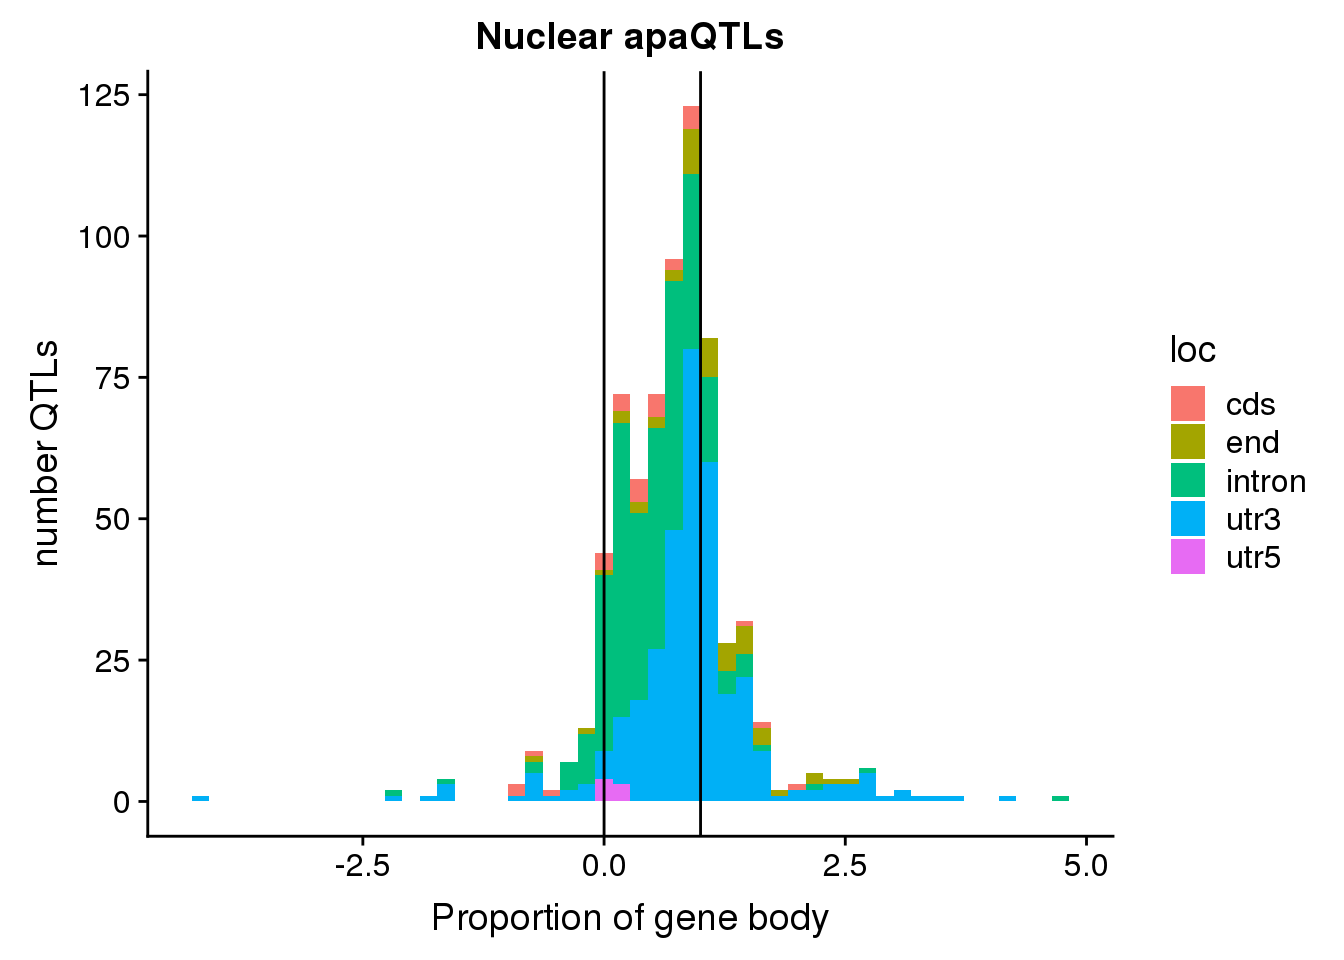 Nuclear apaQTLs
125
100
75
50
25
0
number QTLs
-2.5 0.0 2.5 5.0
Proportion of gene body
loc
cds
end
intron
utr3
utr5